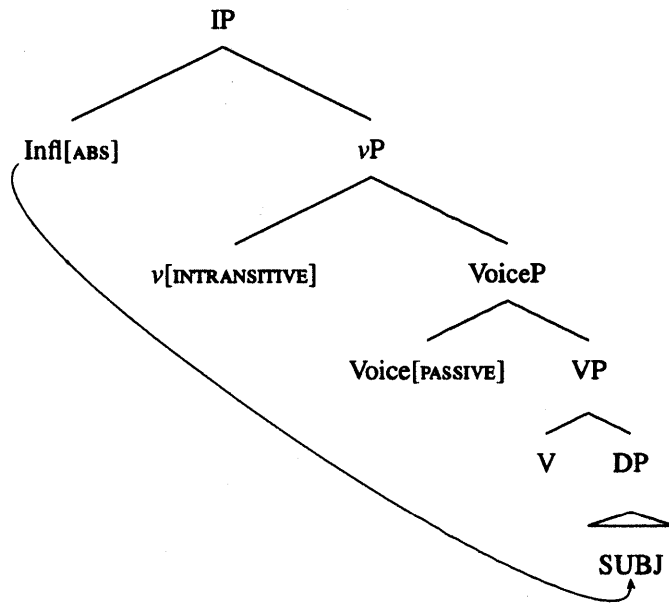 IP
Infl[ABS] vP
v[INTRANSITIVE] VoiceP
Voice[PASSIVE] VP
V DP
SUBJ